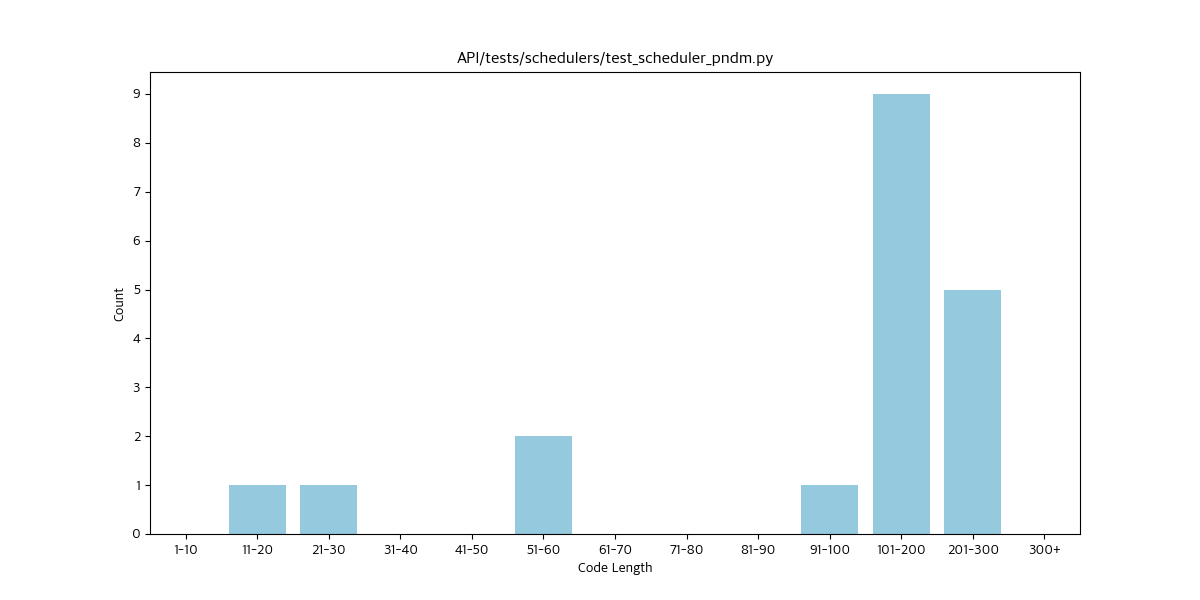 API/tests/schedulers/test_scheduler_pndm.py
9
8
7
6
5
4
3
2
1
0
Count
1-10 11-20 21-30 31-40 41-50 51-60 61-70 71-80 81-90 91-100 101-200 201-300 300+
Code Length